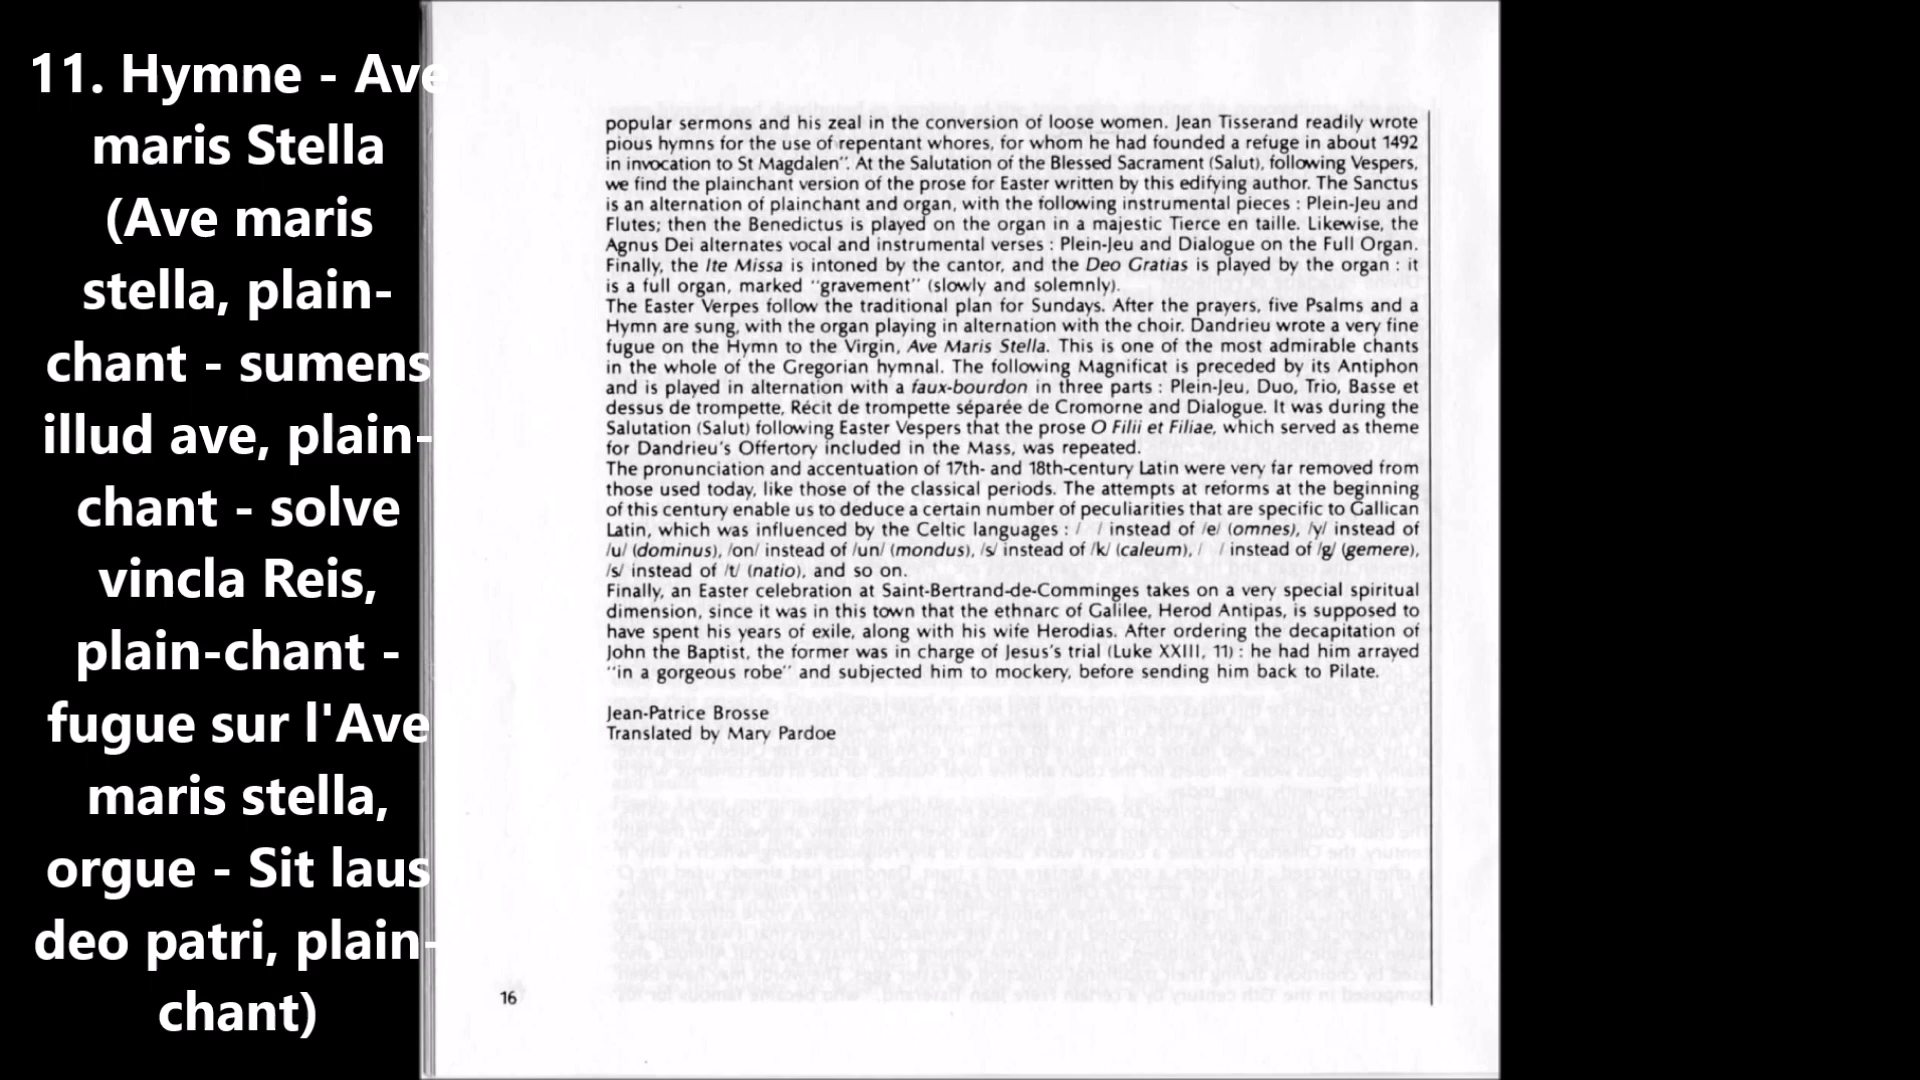 11. Hymne - Ave
maris Stella
(Ave maris
stella, plain-
chant - sumens
illud ave, plain-
chant - solve
vincla Reis,
plain-chant -
fugue sur l'Ave
maris stella,
orgue - Sit laus
deo patri, plain-
chant)
popular sermons and his zeal in the conversion of loose women. Jean Tisserand readily wrote
pious hymns for the use of repentant whores, for whom he had founded a refuge in about 1492
in invocation to St Magdalen”. At the Salutation of the Blessed Sacrament (Salut), following Vespers,
we find the plainchant version of the prose for Easter written by this edifying author. The Sanctus
is an alternation of plainchant and organ, with the following instrumental pieces : Plein-Jeu and
Flutes; then the Benedictus is played on the organ in a majestic Tierce en taille. Likewise, the
Agnus Dei alternates vocal and instrumental verses : Plein-Jeu and Dialogue on the Full Organ.
Finally, the Ite Missa is intoned by the cantor, and the Deo Gratias is played by the organ : it
is a full organ, marked “gravement” (slowly and solemnly).
The Easter Verpes follow the traditional plan for Sundays. After the prayers, five Psalms and a
Hymn are sung, with the organ playing in alternation with the choir. Dandrieu wrote a very fine
fugue on the Hymn to the Virgin, Ave Maris Stella. This is one of the most admirable chants
in the whole of the Gregorian hymnal. The following Magnificat is preceded by its Antiphon
and is played in alternation with a faux-bourdon in three parts : Plein-Jeu, Duo, Trio, Basse et
dessus de trompette, Récit de trompette séparée de Cromorne and Dialogue. It was during the
Salutation (Salut) following Easter Vespers that the prose O Filii et Filiae, which served as theme
for Dandrieu's Offertory included in the Mass, was repeated.
The pronunciation and accentuation of 17th- and 18th-century Latin were very far removed from
those used today, like those of the classical periods. The attempts at reforms at the beginning
of this century enable us to deduce a certain number of peculiarities that are specific to Gallican
Latin, which was influenced by the Celtic languages : /  / instead of /e/ (omnes), /y/ instead of
/u/ (dominus), /on/ instead of /un/ (mondus), /s/ instead of /k/ (caleum), /  / instead of /g/ (gemere),
/s/ instead of /t/ (natio), and so on.
Finally, an Easter celebration at Saint-Bertrand-de-Comminges takes on a very special spiritual
dimension, since it was in this town that the ethnarc of Galilee, Herod Antipas, is supposed to
have spent his years of exile, along with his wife Herodias. After ordering the decapitation of
John the Baptist, the former was in charge of Jesus's trial (Luke XXIII, 11) : he had him arrayed
“in a gorgeous robe” and subjected him to mockery, before sending him back to Pilate.
Jean-Patrice Brosse
Translated by Mary Pardoe
16